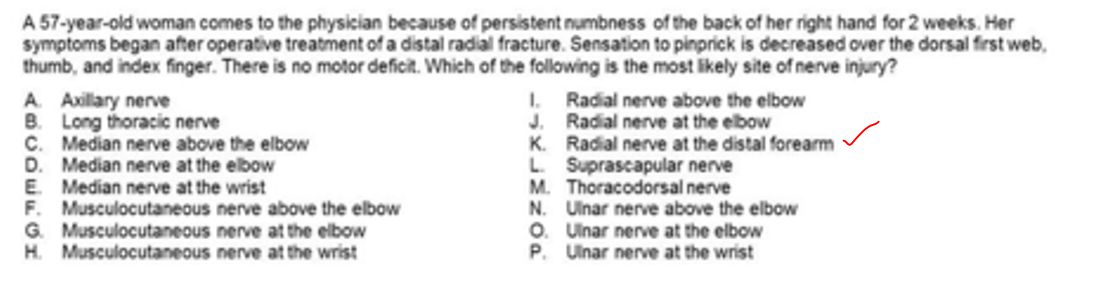 A 57-year-old woman comes to the physician because of persistent numbness of the back of her right hand for 2 weeks. Her
symptoms began after operative treatment of a distal radial fracture. Sensation to pinprick is decreased over the dorsal first web,
thumb, and index finger. There is no motor deficit. Which of the following is the most likely site of nerve injury?
A. Axillary nerve
B. Long thoracic nerve
C. Median nerve above the elbow
D. Median nerve at the elbow
E. Median nerve at the wrist
F. Musculocutaneous nerve above the elbow
G. Musculocutaneous nerve at the elbow
H. Musculocutaneous nerve at the wrist
I. Radial nerve above the elbow
J. Radial nerve at the elbow
K. Radial nerve at the distal forearm
L. Suprascapular nerve
M. Thoracodorsal nerve
N. Ulnar nerve above the elbow
O. Ulnar nerve at the elbow
P. Ulnar nerve at the wrist